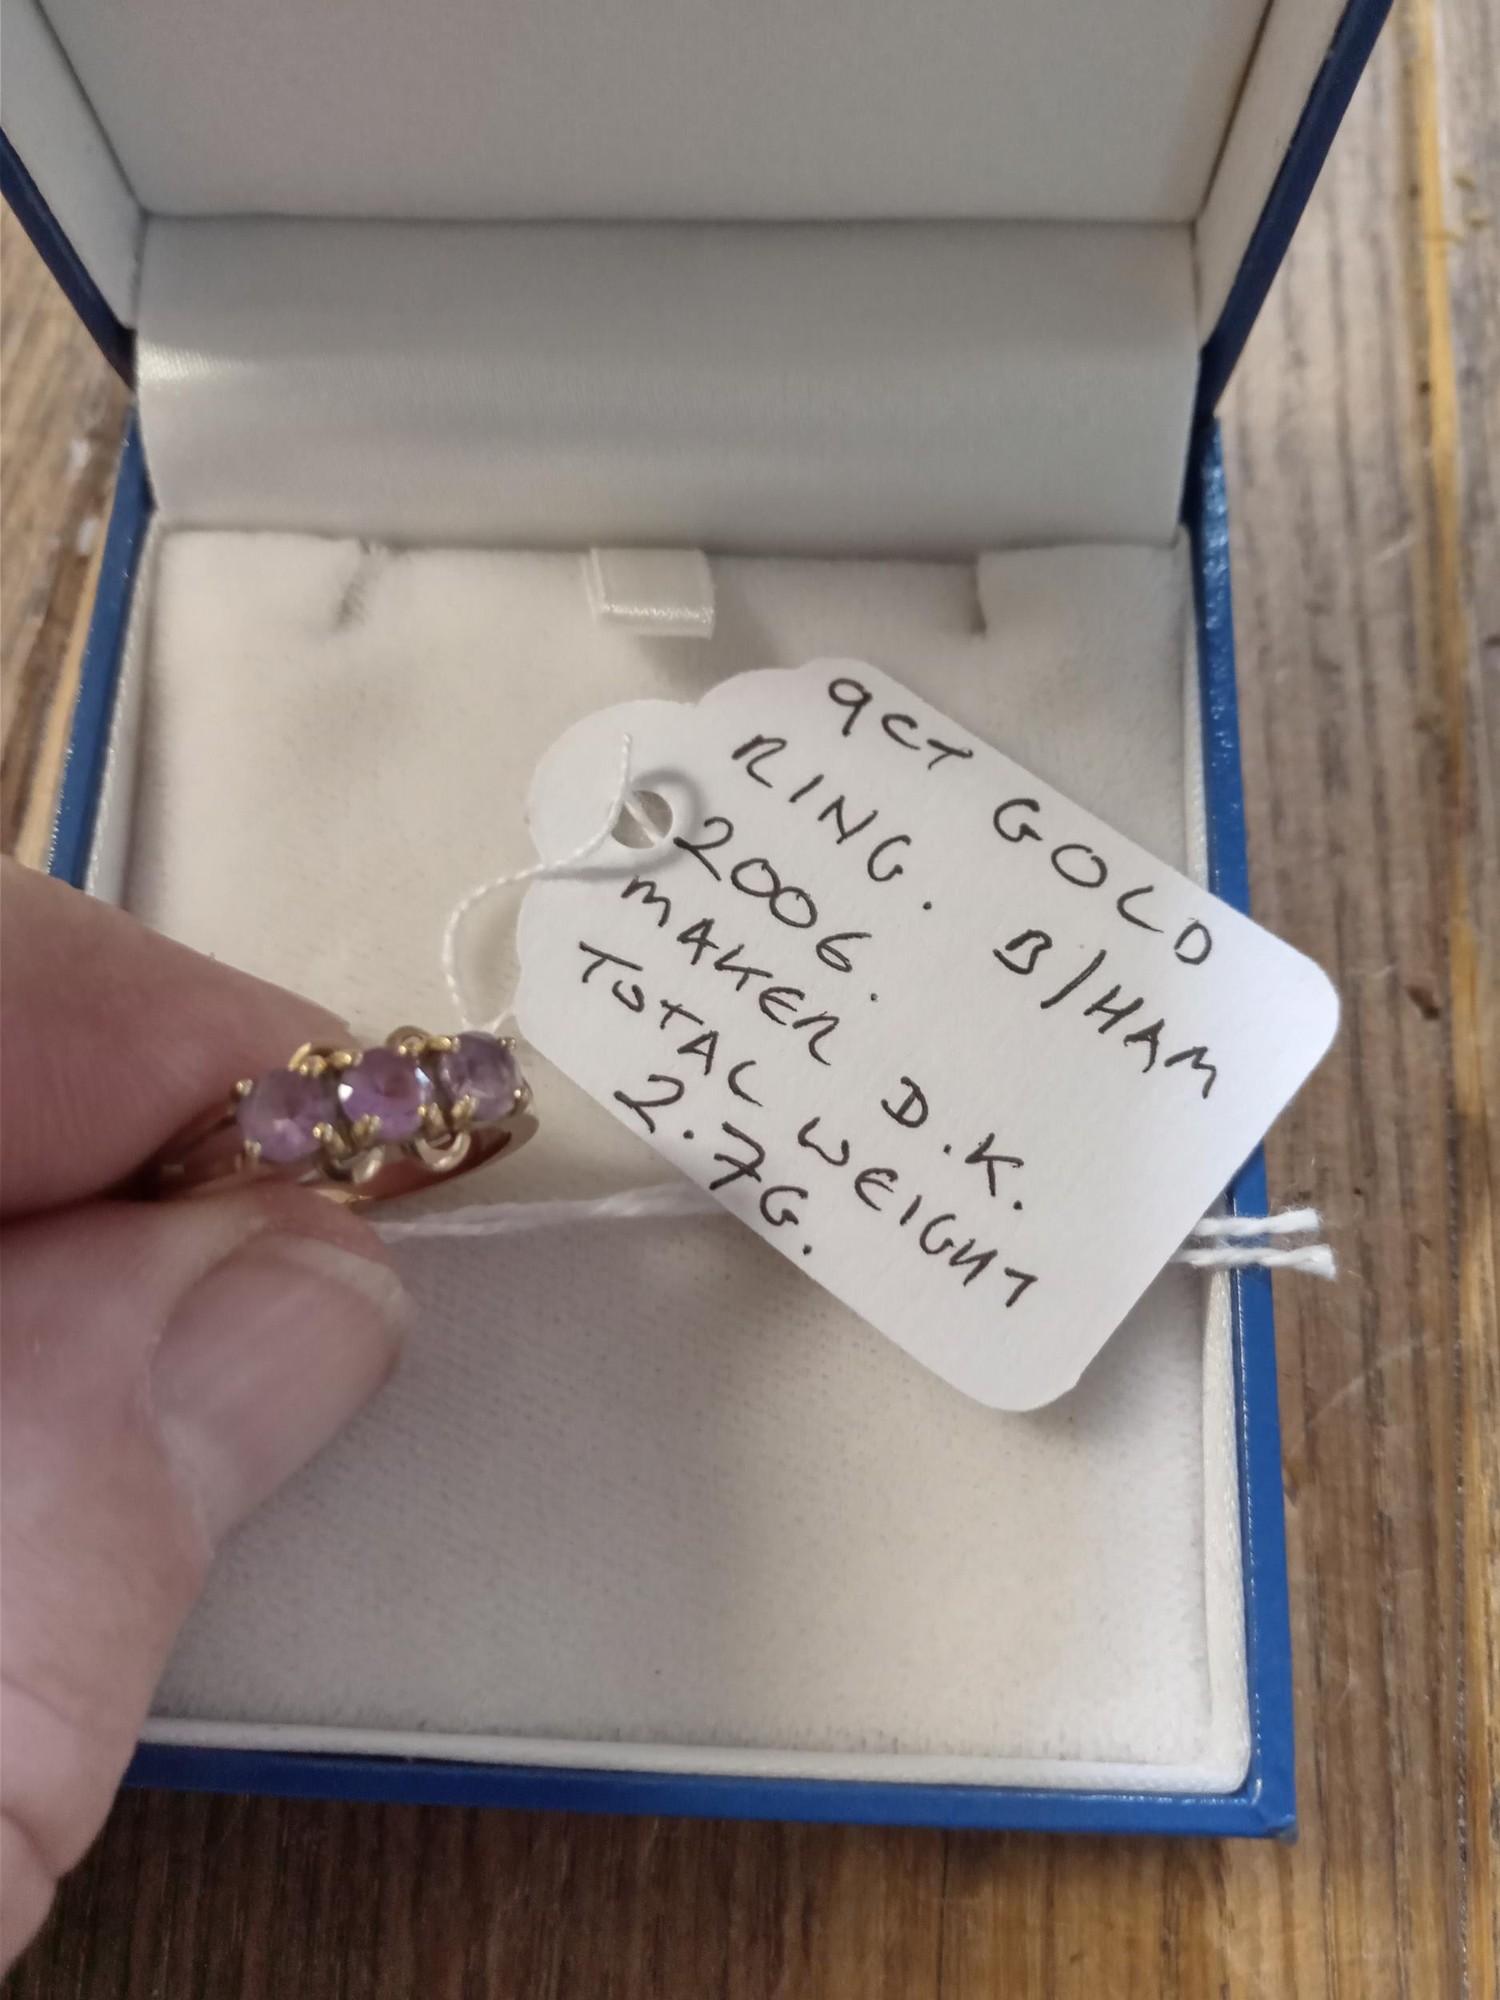 9CT GOLD
RING. B/HAM
2006.
MAKER D.K.
TOTAL WEIGHT
2.7G.